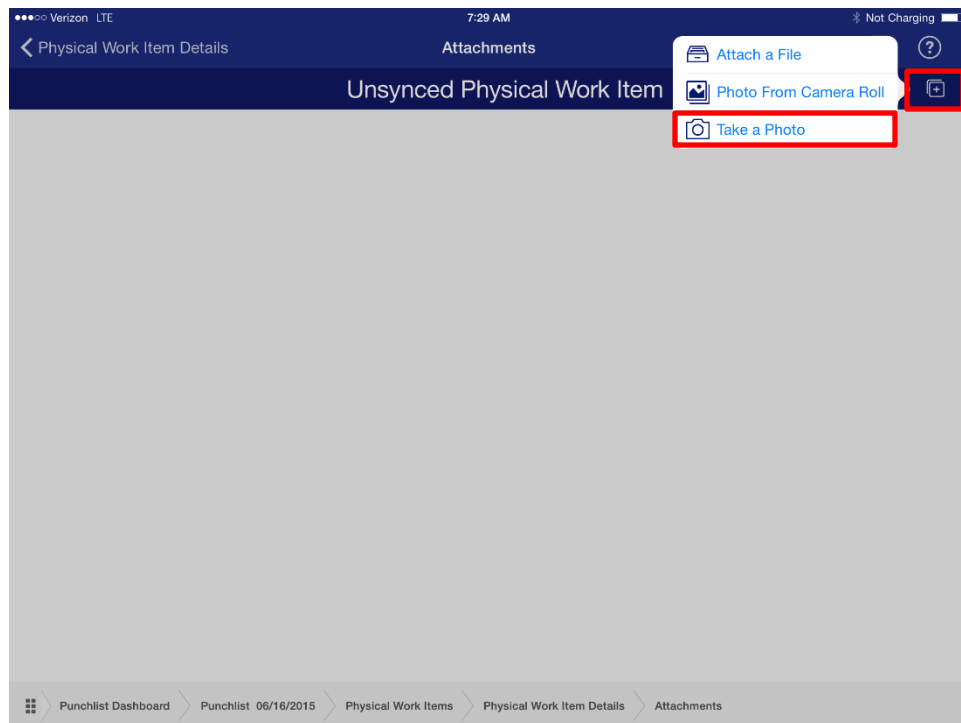 Verizon LTE 7:29 AM Not Charging
Physical Work Item Details Attachments ?
Unsynced Physical Work Item
Attach a File
Photo From Camera Roll
Take a Photo
Punchlist Dashboard Punchlist 06/16/2015 Physical Work Items Physical Work Item Details Attachments